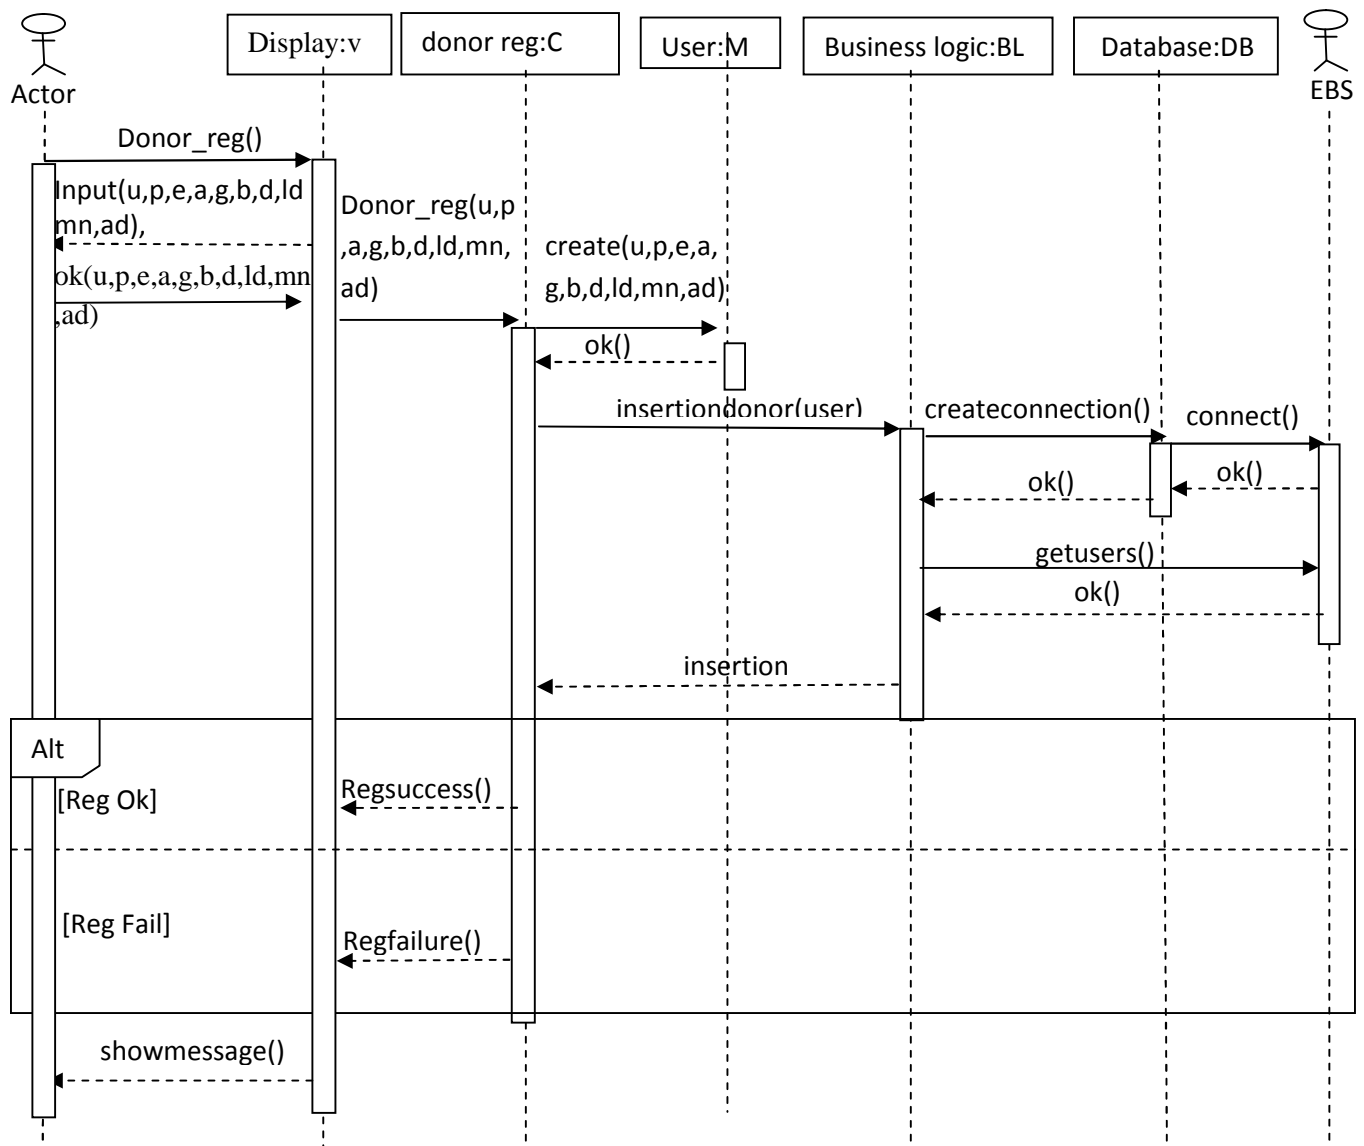 Display:v
donor reg:C
User:M
Business logic:BL
Database:DB
Actor
EBS
Donor_reg()
Input(u,p,e,a,g,b,d,ld
mn,ad),
Donor_reg(u,p
,a,g,b,d,ld,mn,
ad)
create(u,p,e,a,
g,b,d,ld,mn,ad)
ok(u,p,e,a,g,b,d,ld,mn
,ad)
ok()
insertiondonor(user)
createconnection()
connect()
ok()
ok()
getusers()
ok()
insertion
Alt
[Reg Ok]
Regsuccess()
[Reg Fail]
Regfailure()
showmessage()